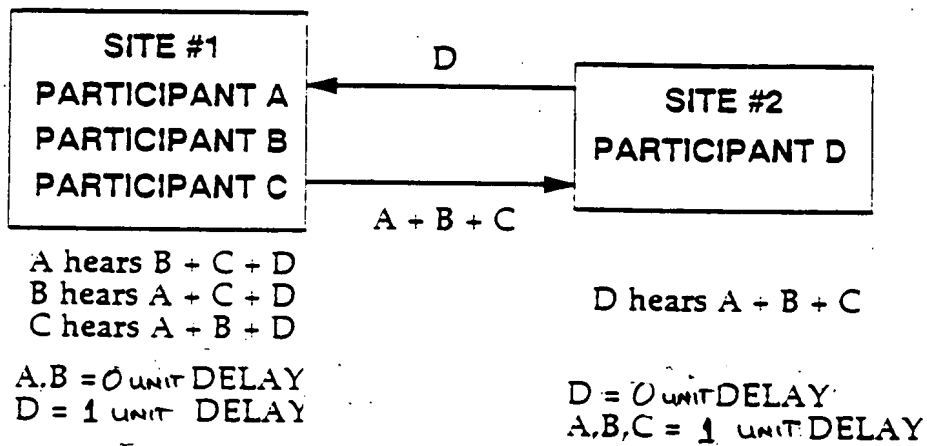 SITE #1
PARTICIPANT A
PARTICIPANT B
PARTICIPANT C
D
A + B + C
SITE #2
PARTICIPANT D
A hears B + C + D
B hears A + C + D
C hears A + B + D
A,B = 0 UNIT DELAY
D = 1 UNIT DELAY
D hears A + B + C
D = 0 UNIT DELAY
A,B,C = 1 UNIT DELAY